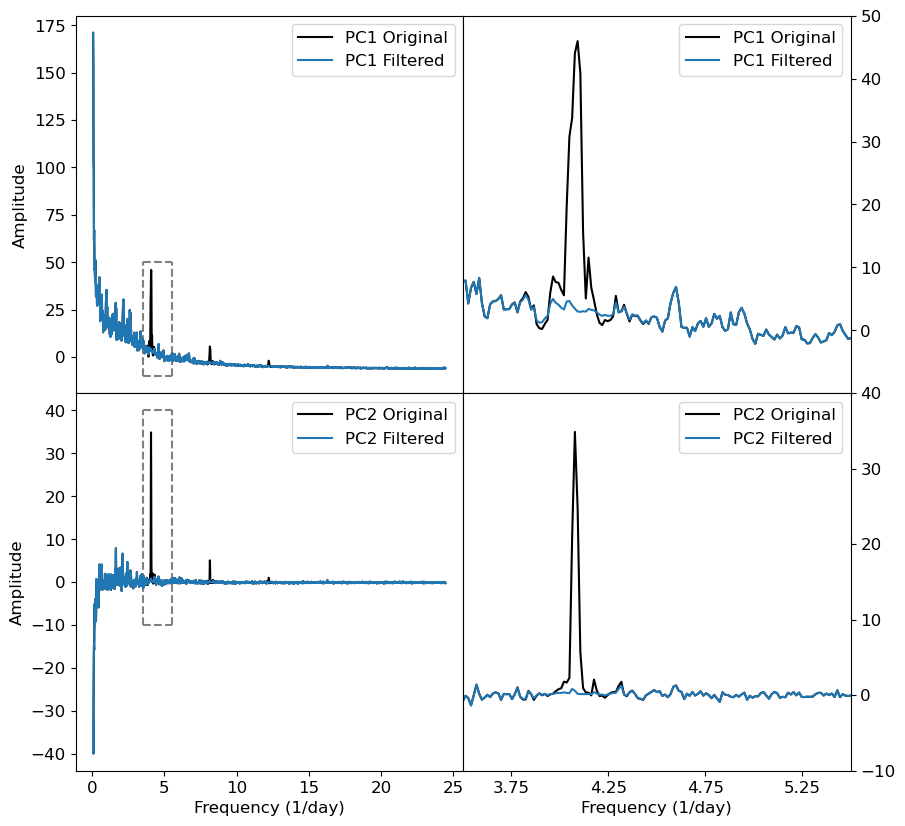 PC1 Original
PC1 Filtered
175
150
125
100
75
50
25
0
Amplitude
PC1 Original
PC1 Filtered
50
40
30
20
10
0
PC2 Original
PC2 Filtered
40
30
20
10
0
−10
−20
−30
−40
Amplitude
0 5 10 15 20 25
Frequency (1/day)
PC2 Original
PC2 Filtered
40
30
20
10
0
−10
3.75 4.25 4.75 5.25
Frequency (1/day)